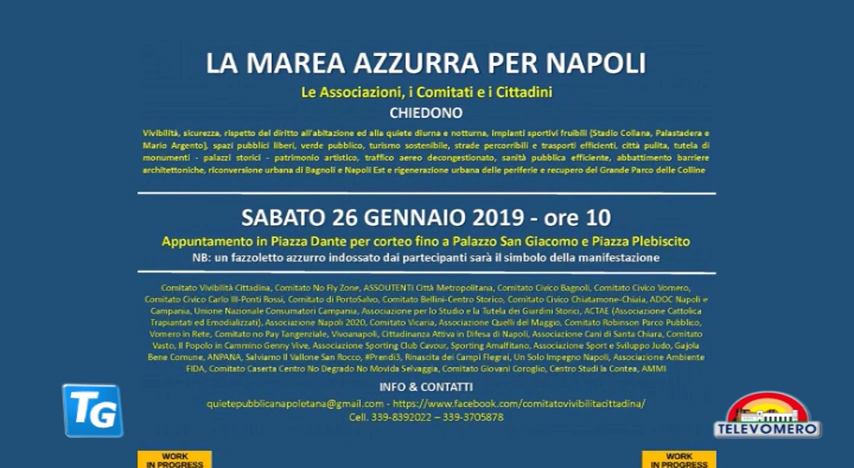 LA MAREA AZZURRA PER NAPOLI
Le Associazioni, i Comitati e i Cittadini
CHIEDONO
Vivibilità, sicurezza, rispetto del diritto all'abitazione ed alla quiete diurna e notturna, impianti sportivi fruibili (Stadio Collana, Palastadera e
Mario Argento), spazi pubblici liberi, verde pubblico, turismo sostenibile, strade percorribili e trasporti efficienti, città pulita, tutela di
monumenti - palazzi storici - patrimonio artistico, traffico aereo decongestionato, sanità pubblica efficiente, abbattimento barriere
architettoniche, riconversione urbana di Bagnoli e Napoli Est e rigenerazione urbana delle periferie e recupero del Grande Parco delle Colline
SABATO 26 GENNAIO 2019 - ore 10
Appuntamento in Piazza Dante per corteo fino a Palazzo San Giacomo e Piazza Plebiscito
NB: un fazzoletto azzurro indossato dai partecipanti sarà il simbolo della manifestazione
Comitato Vivibilità Cittadina, Comitato No Fly Zone, ASSOUTENTI Città Metropolitana, Comitato Civico Bagnoli, Comitato Civico Vomero,
Comitato Civico Carlo III-Ponti Rossi, Comitato di PortoSalvo, Comitato Bellini-Centro Storico, Comitato Civico Chiatamone-Chiaia, ADOC Napoli e
Campania, Unione Nazionale Consumatori Campania, Associazione per lo Studio e la Tutela dei Giardini Storici, ACTAE (Associazione Cattolica
Trapiantati ed Emodializzati), Associazione Napoli 2020, Comitato Vicaria, Associazione Quelli del Maggio, Comitato Robinson Parco Pubblico,
Vomero in Rete, Comitato no Pay Tangenziale, Vivoanapoli, Cittadinanza Attiva in Difesa di Napoli, Associazione Cani di Santa Chiara, Comitato
Vasto, Il Popolo in Cammino Genny Vive, Associazione Sporting Club Cavour, Sporting Amalfitano, Associazione Sport e Sviluppo Judo, Gajola
Bene Comune, ANPANA, Salviamo Il Vallone San Rocco, #Prendi3, Rinascita dei Campi Flegrei, Un Solo Impegno Napoli, Associazione Ambiente
FIDA, Comitato Caserta Centro No Degrado No Movida Selvaggia, Comitato Giovani Coroglio, Centro Studi la Contea, AMMI
INFO & CONTATTI
quietepubblicanapoletana@gmail.com - https://www.facebook.com/comitatovivibilitacittadina/
Cell. 339-8392022 – 339-3705878
TG
TELEVOMERO
WORK
IN PROGRESS
WORK
IN PROGRESS